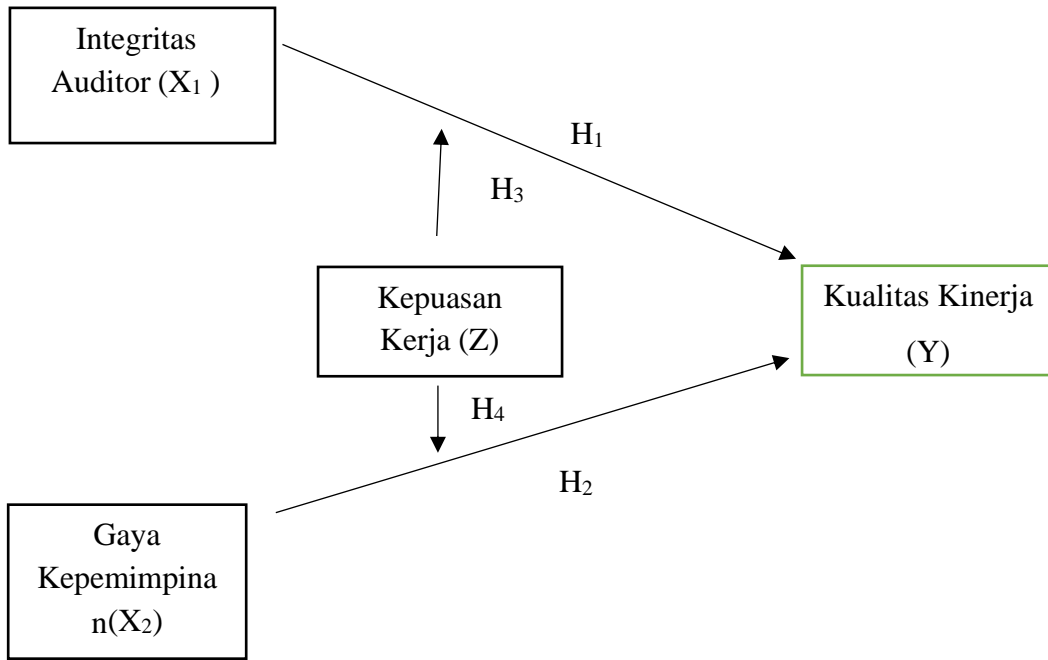 Integritas
Auditor (X1 )
H1
H3
Kepuasan
Kerja (Z)
Kualitas Kinerja
(Y)
H4
H2
Gaya
Kepemimpina
n(X2)